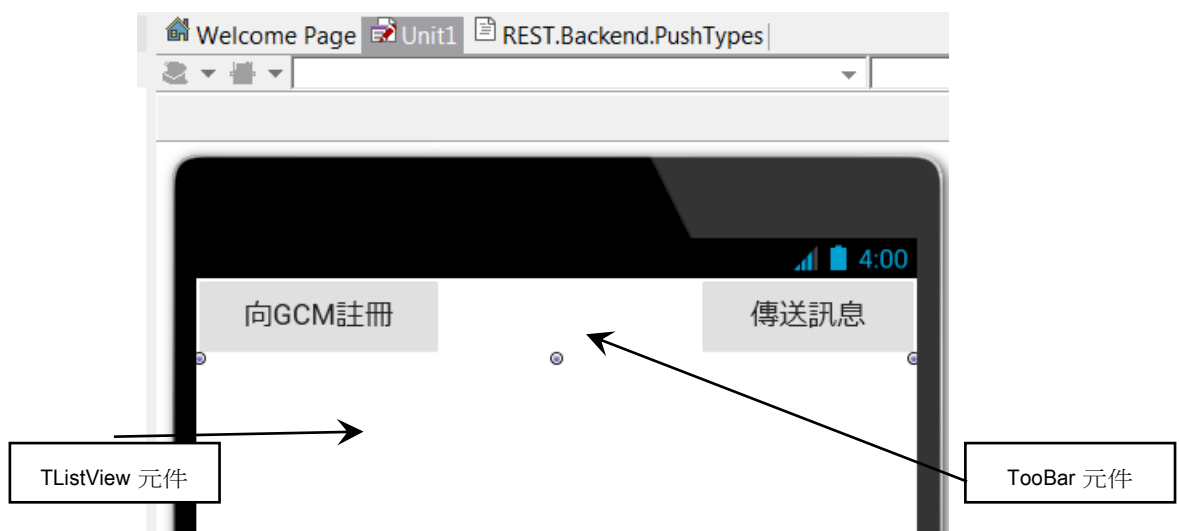 Welcome Page Unit1 REST.Backend.PushTypes
4:00
向GCM註冊 傳送訊息
TListView 元件 TooBar 元件